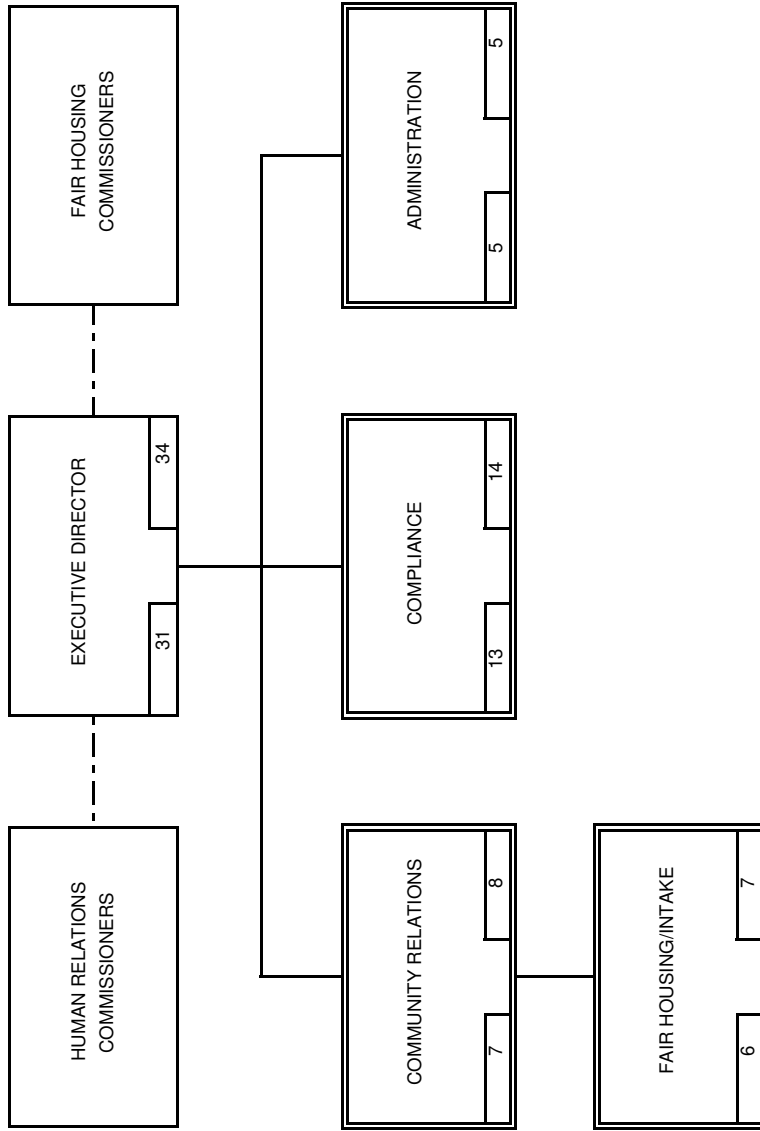 HUMAN RELATIONS
COMMISSIONERS
EXECUTIVE DIRECTOR
31
34
FAIR HOUSING
COMMISSIONERS
COMMUNITY RELATIONS
7
8
COMPLIANCE
13
14
ADMINISTRATION
5
5
FAIR HOUSING/INTAKE
6
7